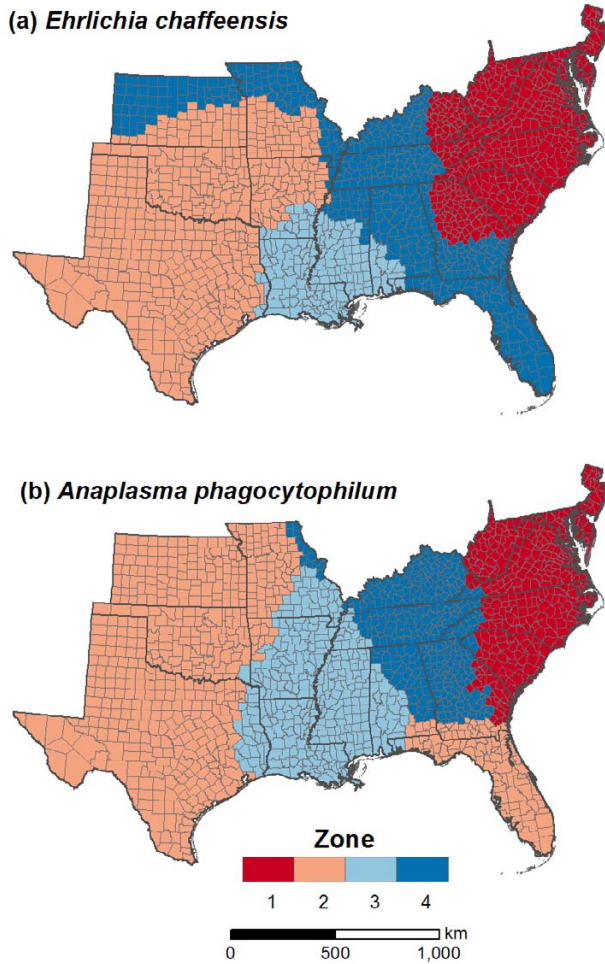 (a) Ehrlichia chaffeensis
(b) Anaplasma phagocytophilum
Zone
1 2 3 4
km
0 500 1,000